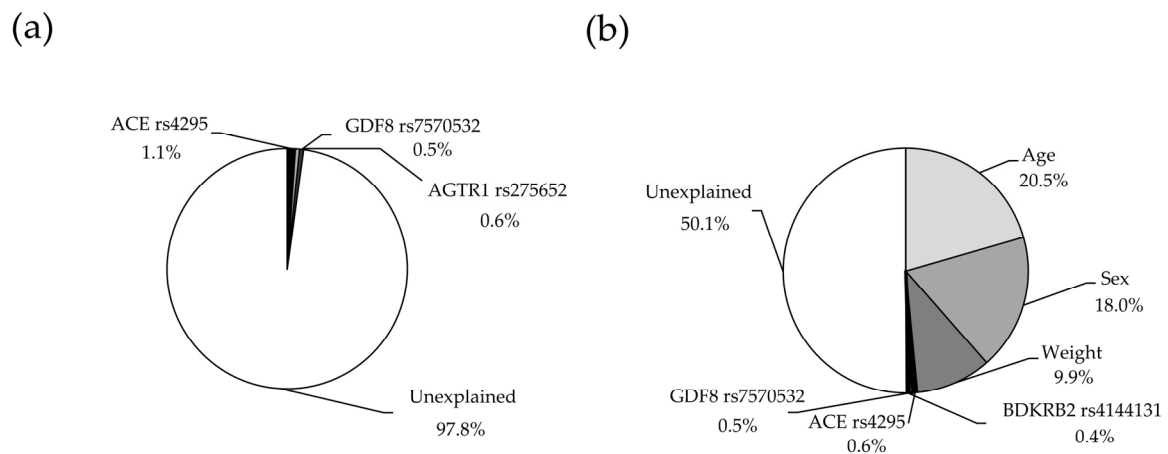 (a)
ACE rs4295
1.1%
GDF8 rs7570532
0.5%
AGTR1 rs275652
0.6%
Unexplained
97.8%
(b)
Unexplained
50.1%
Age
20.5%
Sex
18.0%
Weight
9.9%
BDKRB2 rs4144131
0.4%
ACE rs4295
0.6%
GDF8 rs7570532
0.5%